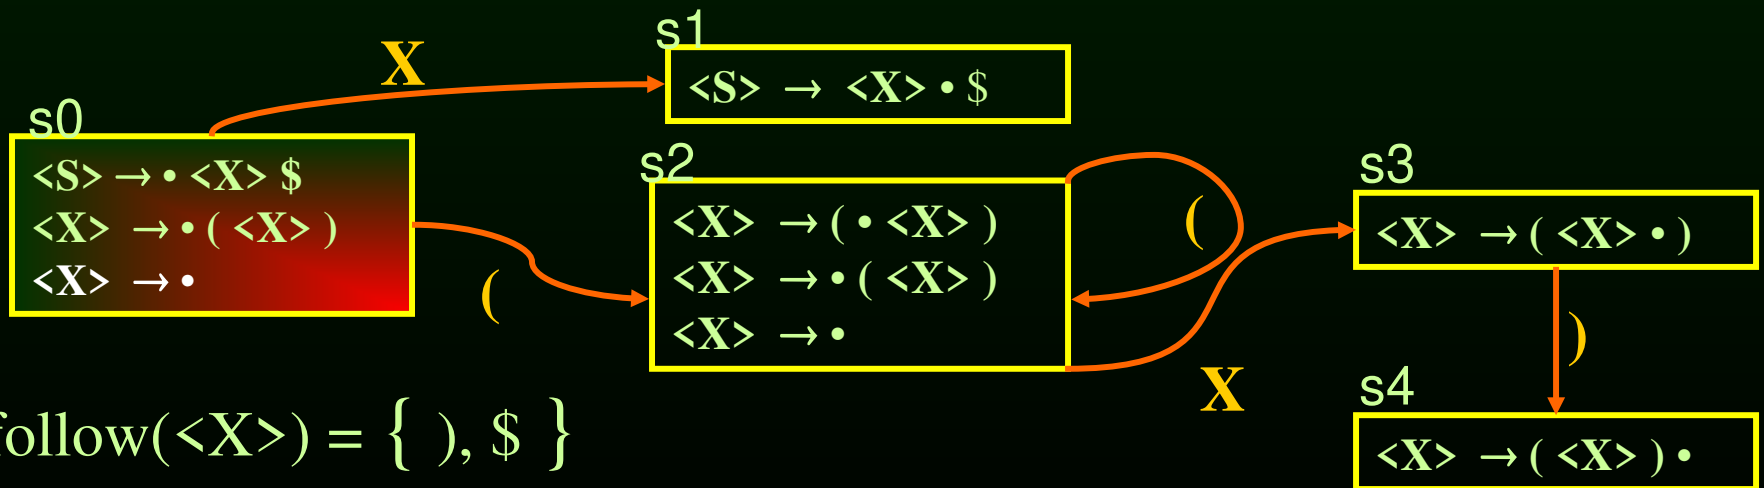 s0
<S> → • <X> $
<X> → • ( <X> )
<X> → •
X
(
s1
<S> → <X> • $
s2
<X> → ( • <X> )
<X> → • ( <X> )
<X> → •
(
X
s3
<X> → ( <X> • )
)
s4
<X> → ( <X> ) •
follow(<X>) = { ), $ }